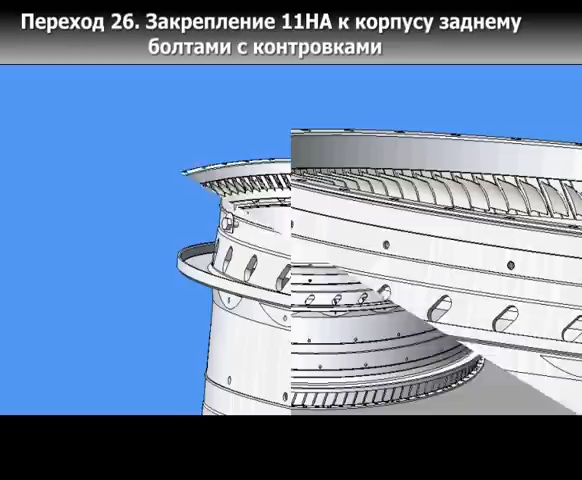 Переход 26. Закрепление 11НА к корпусу заднему
болтами с контровками